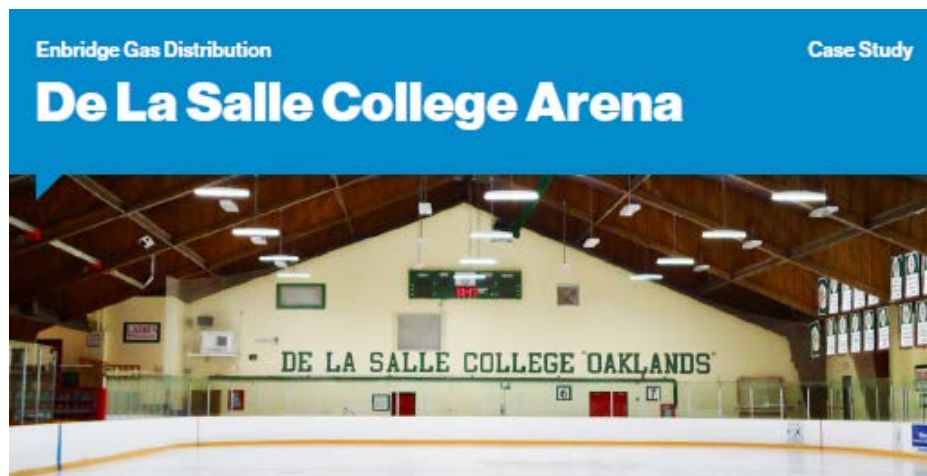 Enbridge Gas Distribution
Case Study
De La Salle College Arena
DE LA SALLE COLLEGE "OAKLANDS"
6
7